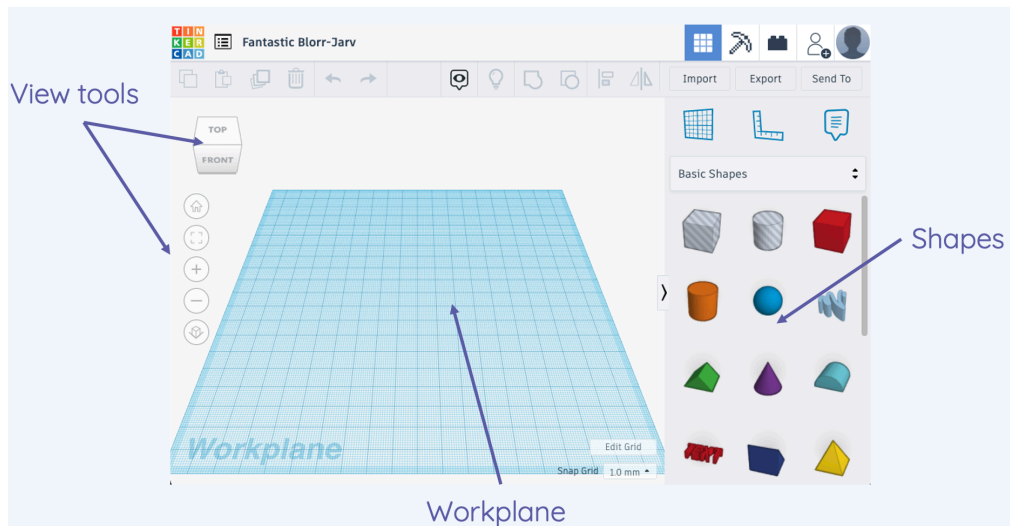 TIN
KER
CAD
Fantastic Blorr-Jarv
Import
Export
Send To
View tools
TOP
FRONT
Basic Shapes
Shapes
TEXT
Workplane
Edit Grid
Snap Grid 1.0 mm
Workplane